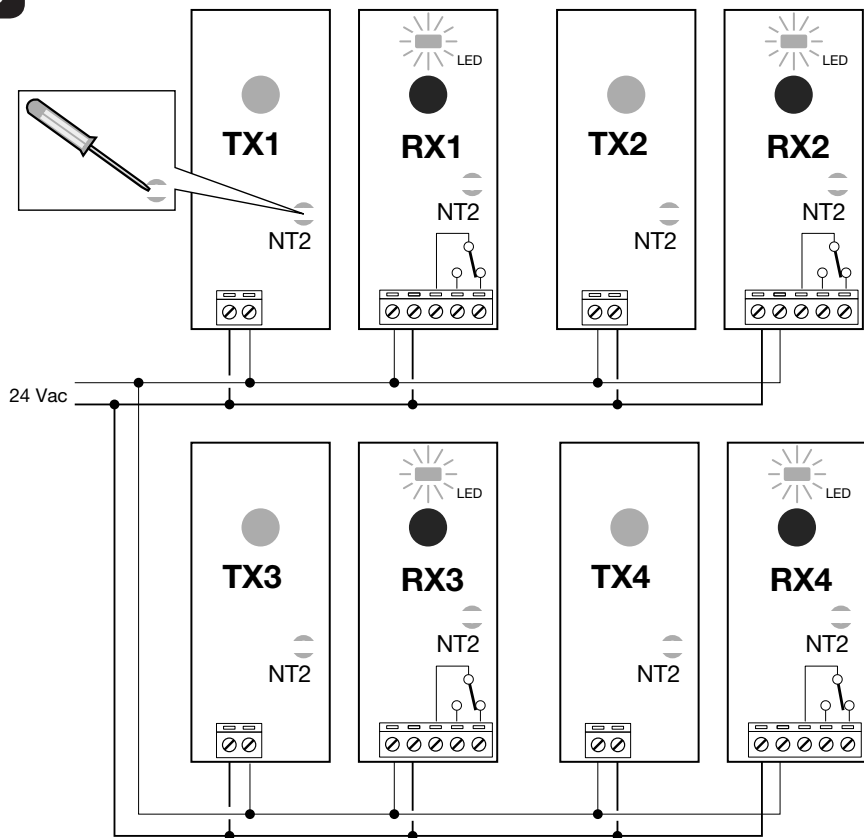 LED
LED
TX1
RX1
TX2
RX2
NT2
NT2
NT2
NT2
24 Vac
LED
LED
TX3
RX3
TX4
RX4
NT2
NT2
NT2
NT2